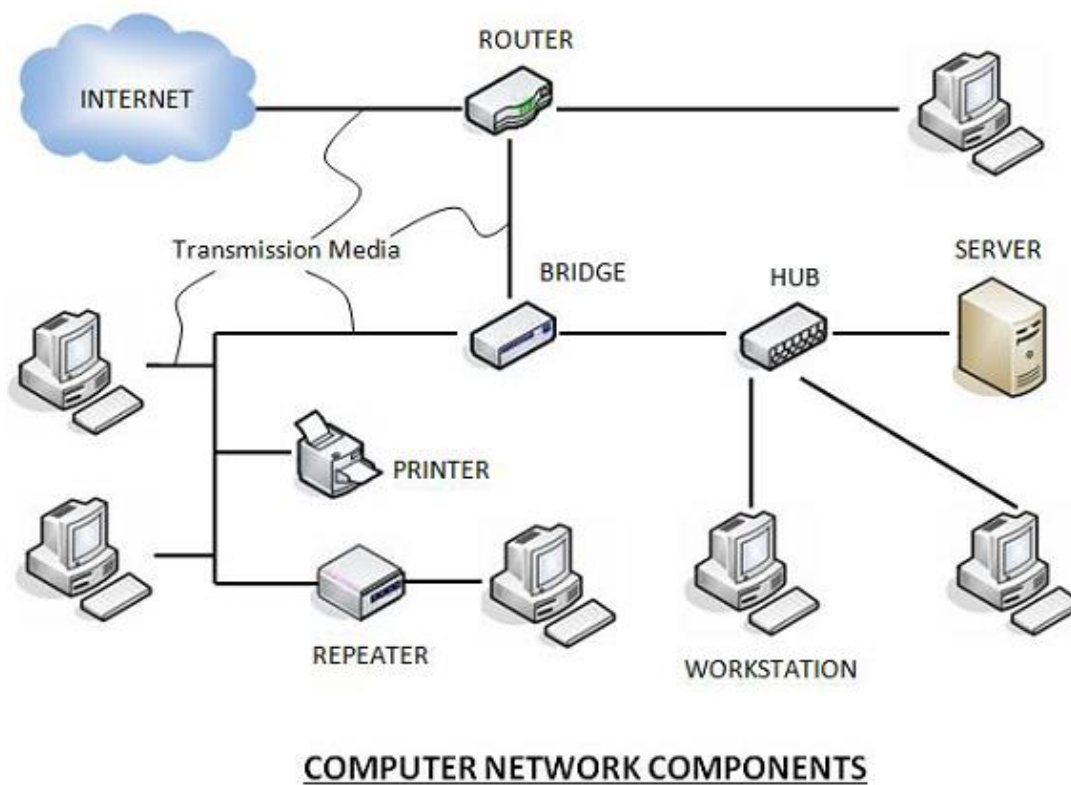 ROUTER
INTERNET
Transmission Media
BRIDGE
HUB
SERVER
PRINTER
REPEATER
WORKSTATION
COMPUTER NETWORK COMPONENTS